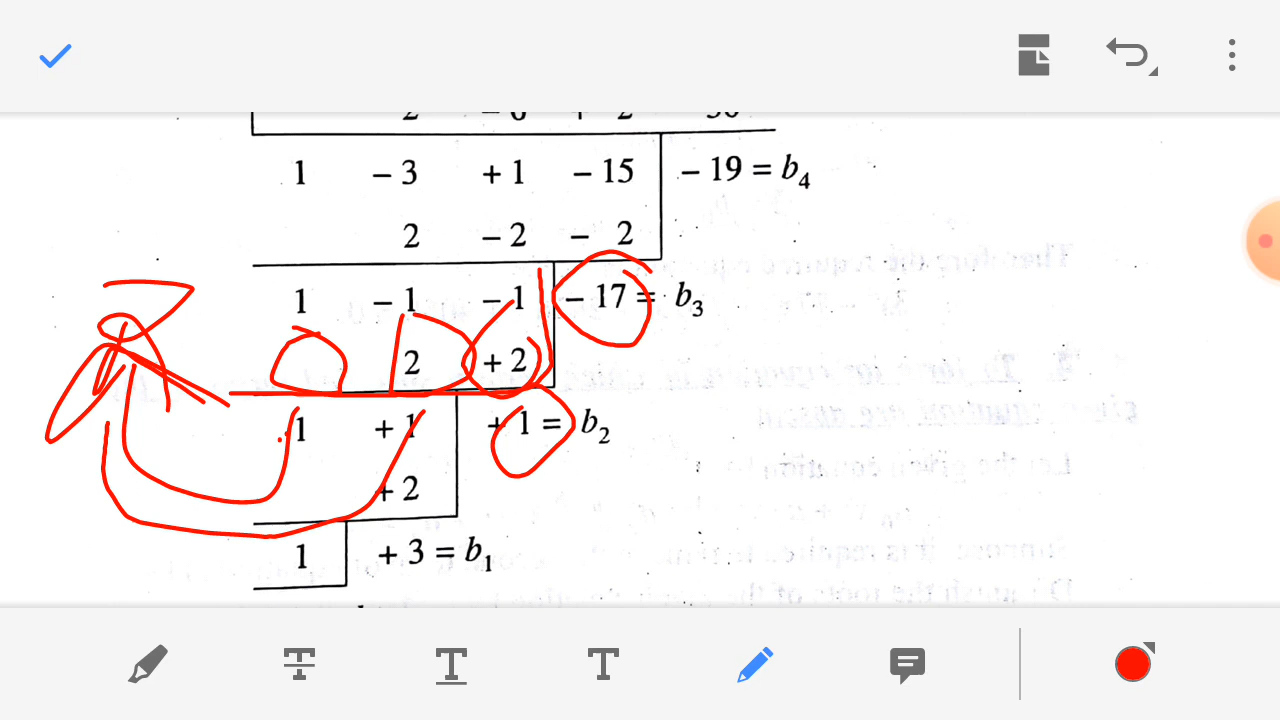 1 − 3 + 1 − 15 − 19 = b₄
2 − 2 − 2
1 − 1 − 1 − 17 = b₃
2 + 2
1 + 1 + 1 = b₂
+ 2
1 + 3 = b₁